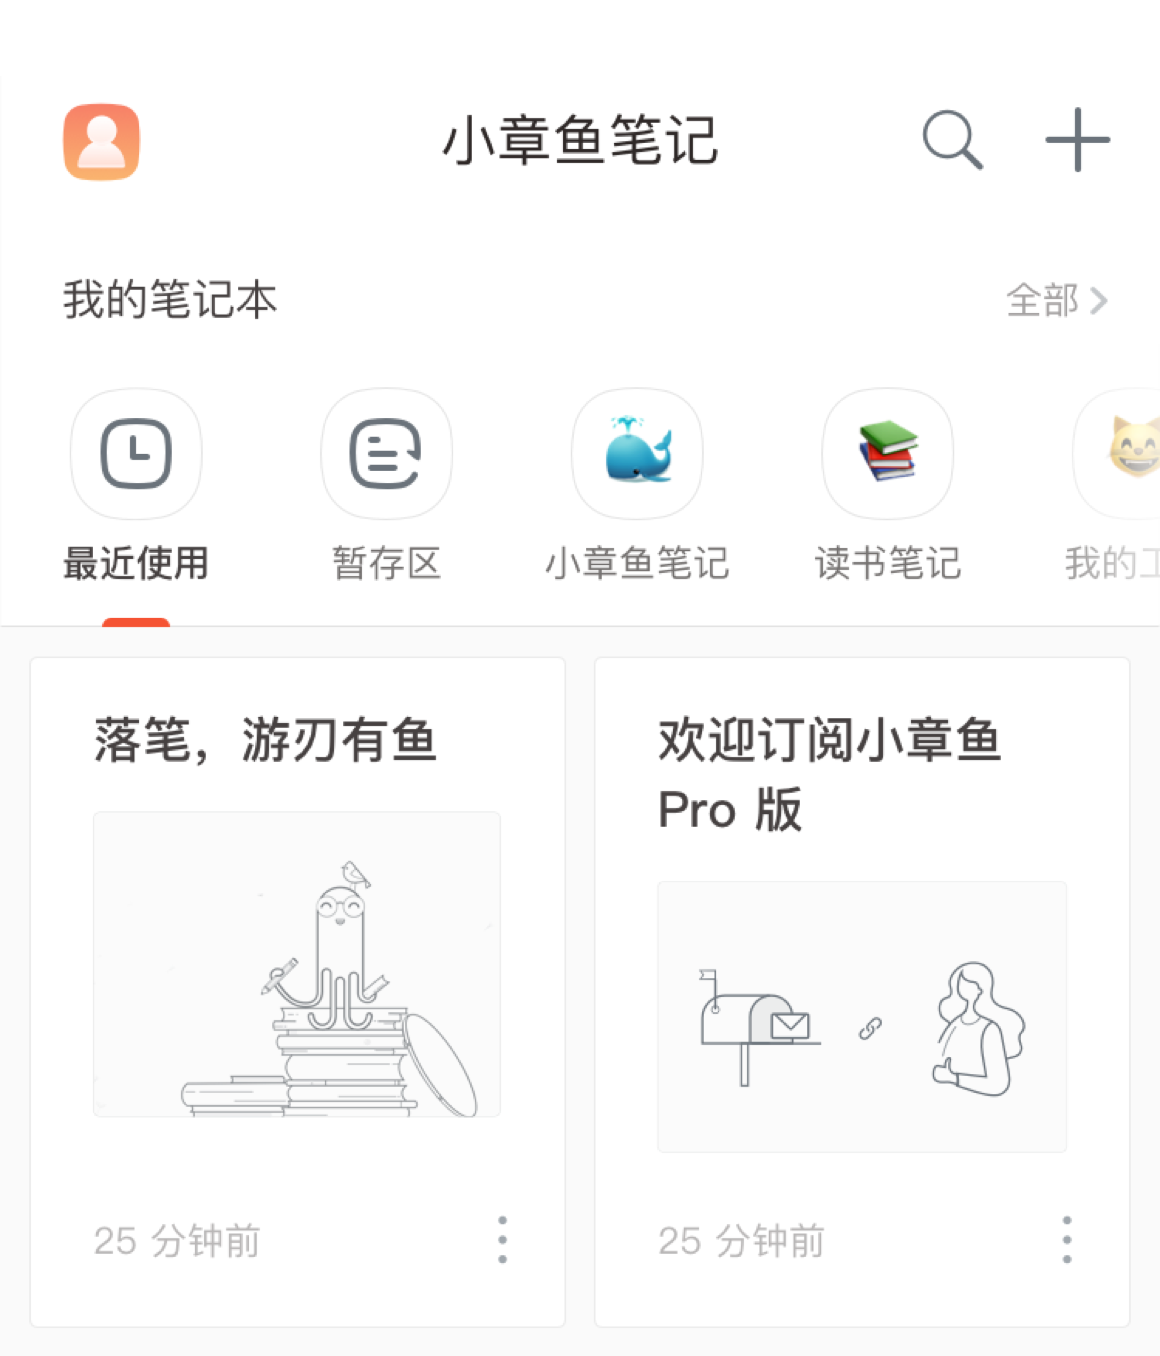 小章鱼笔记
我的笔记本
全部
最近使用
暂存区
小章鱼笔记
读书笔记
我的工
落笔，游刃有鱼
欢迎订阅小章鱼
Pro 版
25 分钟前
25 分钟前